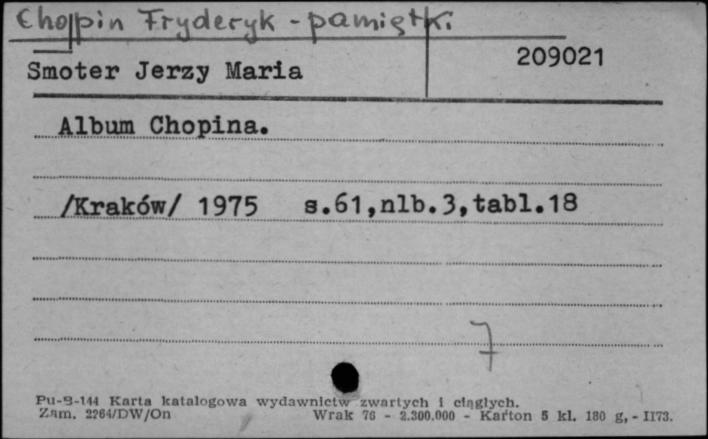 Chopin Fryderyk - pamiątki
Smoter Jerzy Maria
209021
Album Chopina.
/Kraków/ 1975 s.61,nlb.3,tabl.18
7
Pu-B-144 Karta katalogowa wydawnictw zwartych i ciągłych.
Zam. 2264/DW/On Wrak 76 - 2.300.000 - Karton 5 kl. 180 g, - II73.